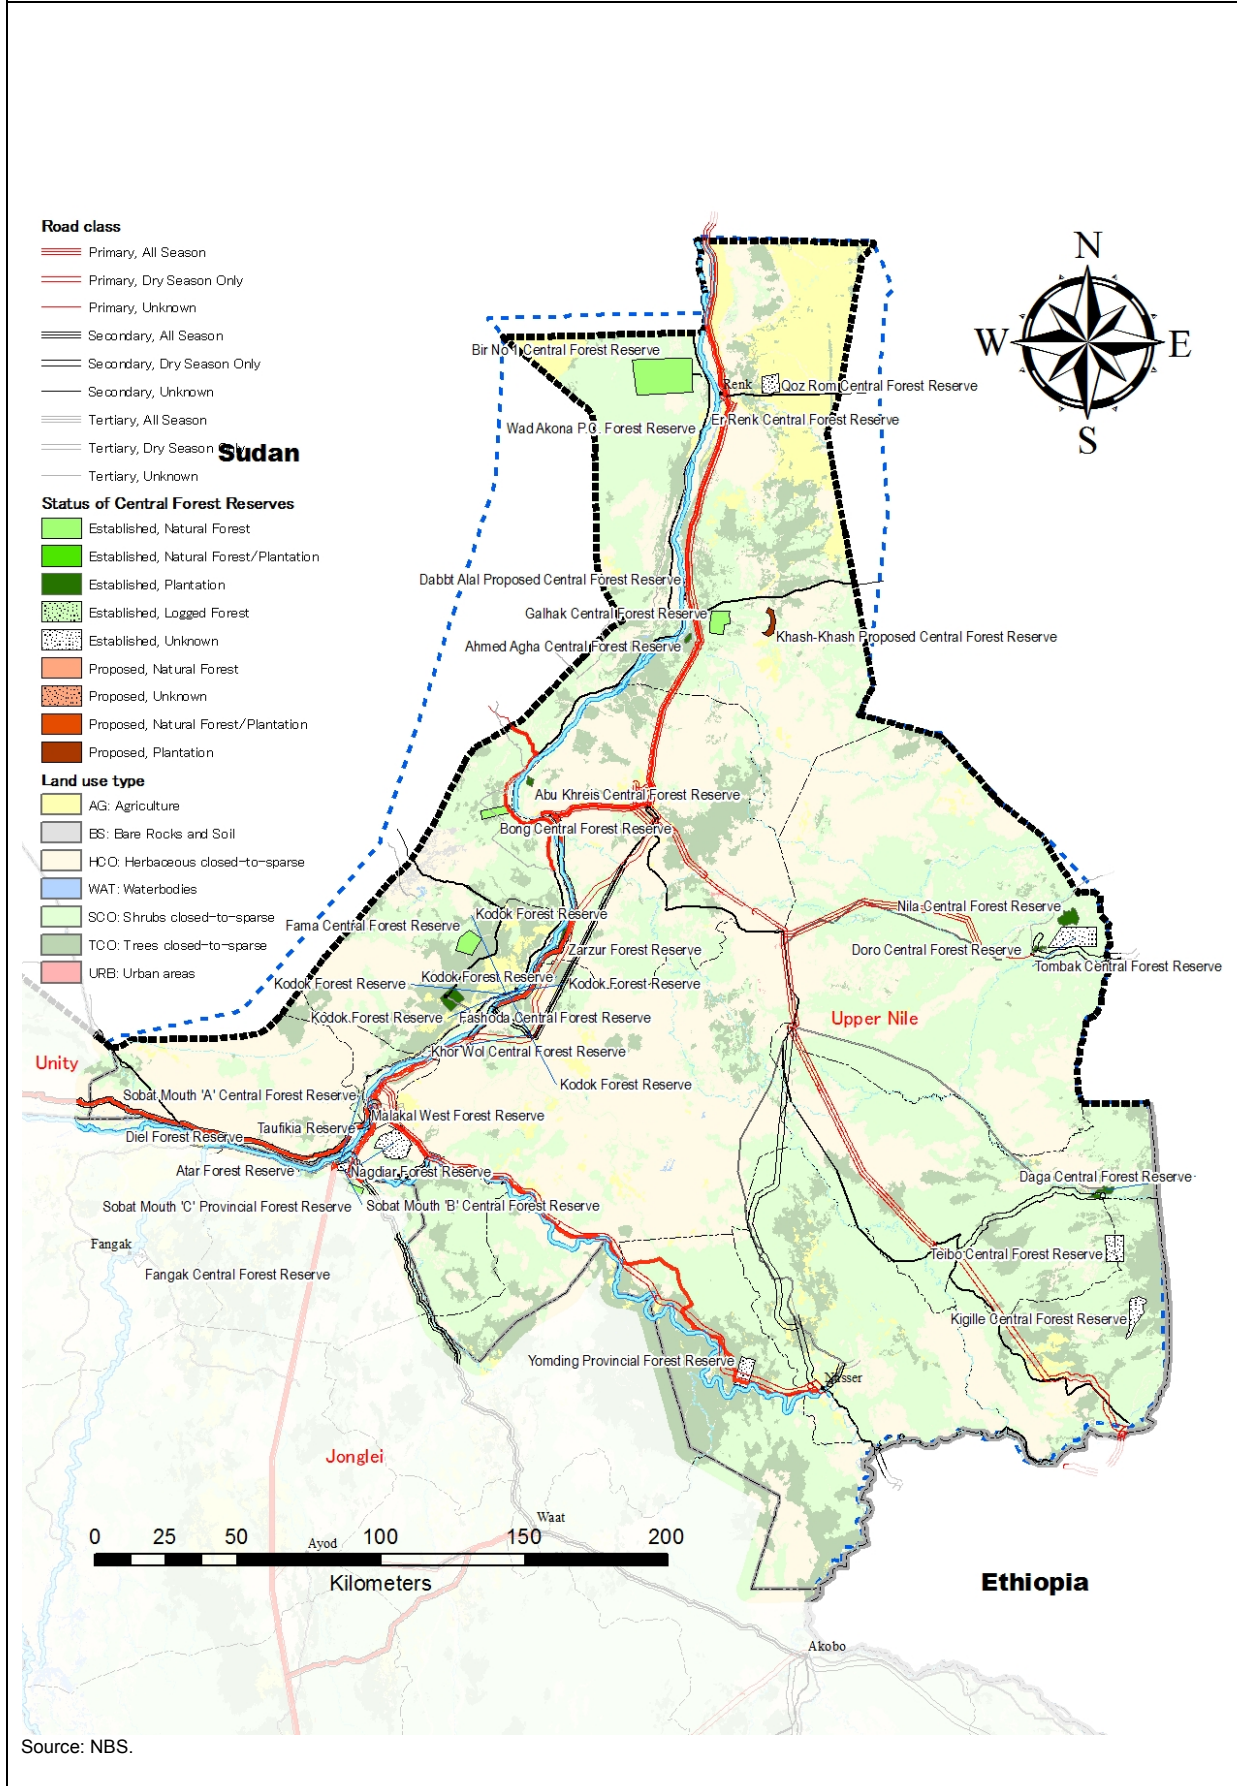 N
W
E
S
Road class
Primary, All Season
Primary, Dry Season Only
Primary, Unknown
Secondary, All Season
Secondary, Dry Season Only
Secondary, Unknown
Tertiary, All Season
Tertiary, Dry Season Only
Tertiary, Unknown
Sudan
Status of Central Forest Reserves
Established, Natural Forest
Established, Natural Forest/Plantation
Established, Plantation
Established, Logged Forest
Established, Unknown
Proposed, Natural Forest
Proposed, Unknown
Proposed, Natural Forest/Plantation
Proposed, Plantation
Land use type
AG: Agriculture
BS: Bare Rocks and Soil
HCO: Herbaceous closed-to-sparse
WAT: Waterbodies
SCO: Shrubs closed-to-sparse
TCO: Trees closed-to-sparse
URB: Urban areas
Bir No 1 Central Forest Reserve
Renk
Qoz Rom Central Forest Reserve
Er Renk Central Forest Reserve
Wad Akona P.C. Forest Reserve
Dabbt Alal Proposed Central Forest Reserve
Galhak Central Forest Reserve
Khash-Khash Proposed Central Forest Reserve
Ahmed Agha Central Forest Reserve
Abu Khreis Central Forest Reserve
Bong Central Forest Reserve
Nila Central Forest Reserve
Kodok Forest Reserve
Fama Central Forest Reserve
Zarzur Forest Reserve
Doro Central Forest Reserve
Tombak Central Forest Reserve
Kodok Forest Reserve
Kodok Forest Reserve
Kodok Forest Reserve
Kodok Forest Reserve
Fashoda Central Forest Reserve
Upper Nile
Khor Wol Central Forest Reserve
Unity
Kodok Forest Reserve
Sobat Mouth 'A' Central Forest Reserve
Malakal West Forest Reserve
Taufikia Reserve
Diel Forest Reserve
Atar Forest Reserve
Nagdiar Forest Reserve
Daga Central Forest Reserve
Sobat Mouth 'C' Provincial Forest Reserve
Sobat Mouth 'B' Central Forest Reserve
Fangak
Teibo Central Forest Reserve
Fangak Central Forest Reserve
Kigille Central Forest Reserve
Yomding Provincial Forest Reserve
Nasser
Jonglei
Waat
0 25 50 100 150 200
Ayod
Kilometers
Ethiopia
Akobo
Source: NBS.